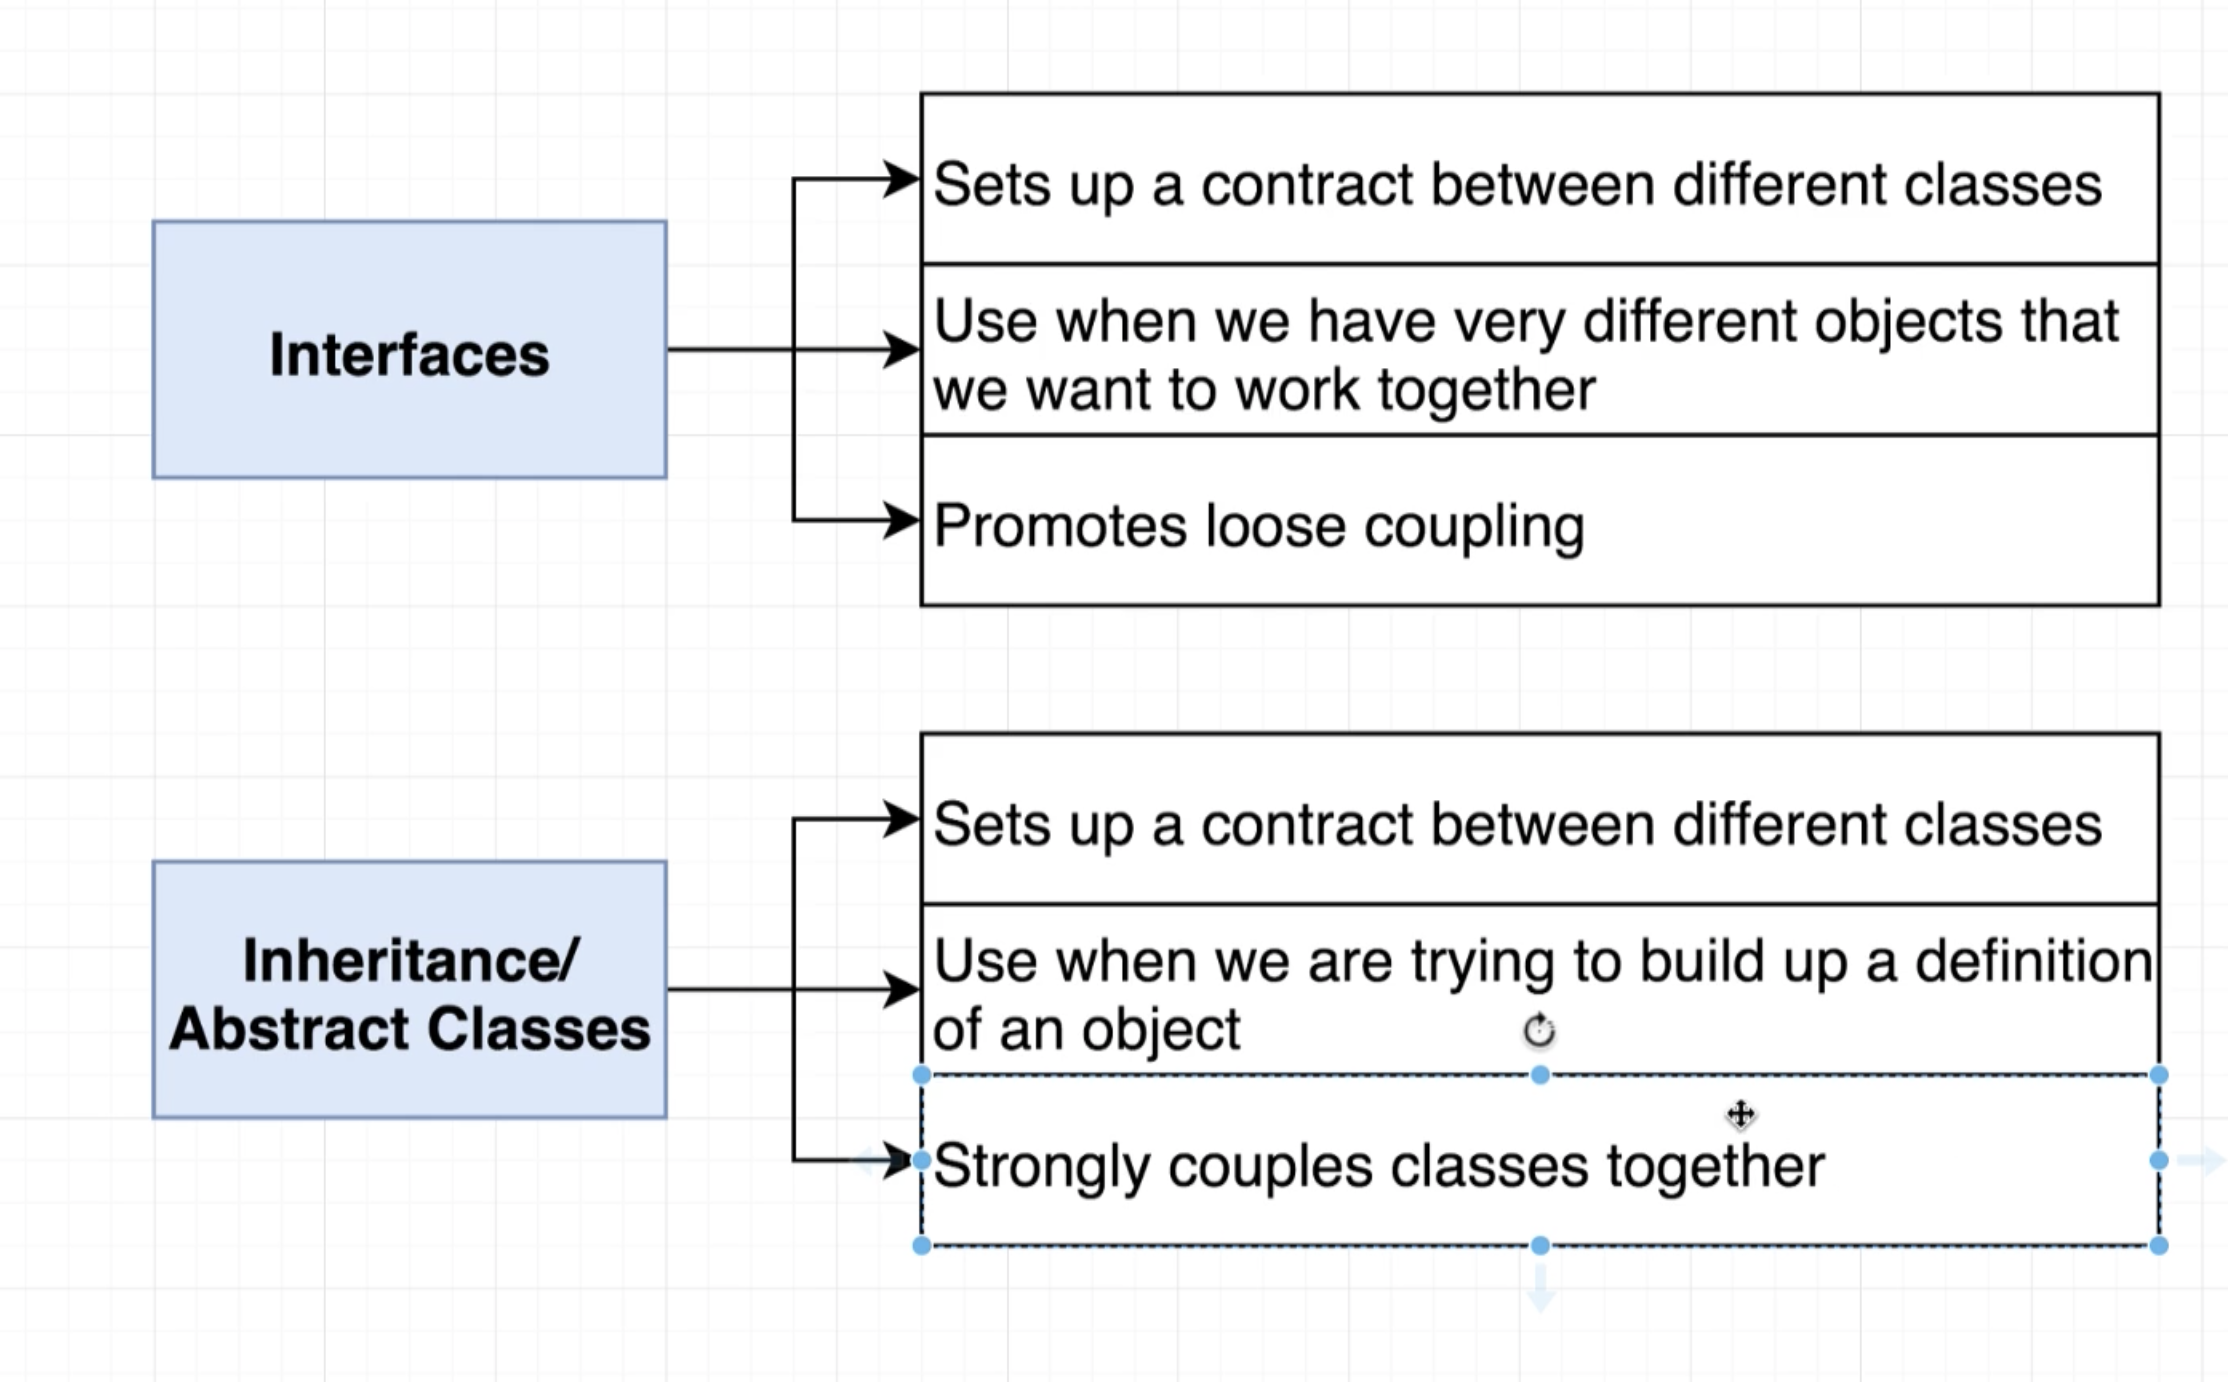 Interfaces
Sets up a contract between different classes
Use when we have very different objects that
we want to work together
Promotes loose coupling
Inheritance/
Abstract Classes
Sets up a contract between different classes
Use when we are trying to build up a definition
of an object
Strongly couples classes together